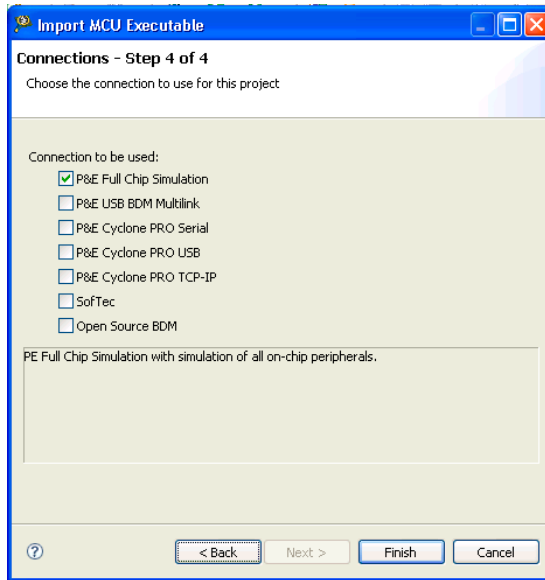 Import MCU Executable
Connections - Step 4 of 4
Choose the connection to use for this project
Connection to be used:
P&E Full Chip Simulation
P&E USB BDM Multilink
P&E Cyclone PRO Serial
P&E Cyclone PRO USB
P&E Cyclone PRO TCP-IP
SofTec
Open Source BDM
PE Full Chip Simulation with simulation of all on-chip peripherals.
? < Back Next > Finish Cancel